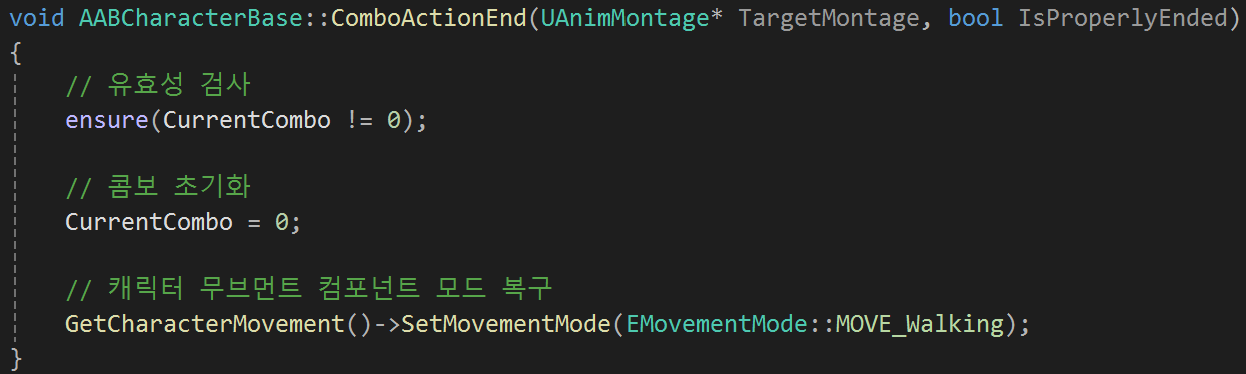 void AABCharacterBase::ComboActionEnd(UAnimMontage* TargetMontage, bool IsProperlyEnded)
{
// 유효성 검사
ensure(CurrentCombo != 0);
// 콤보 초기화
CurrentCombo = 0;
// 캐릭터 무브먼트 컴포넌트 모드 복구
GetCharacterMovement()->SetMovementMode(EMovementMode::MOVE_Walking);
}